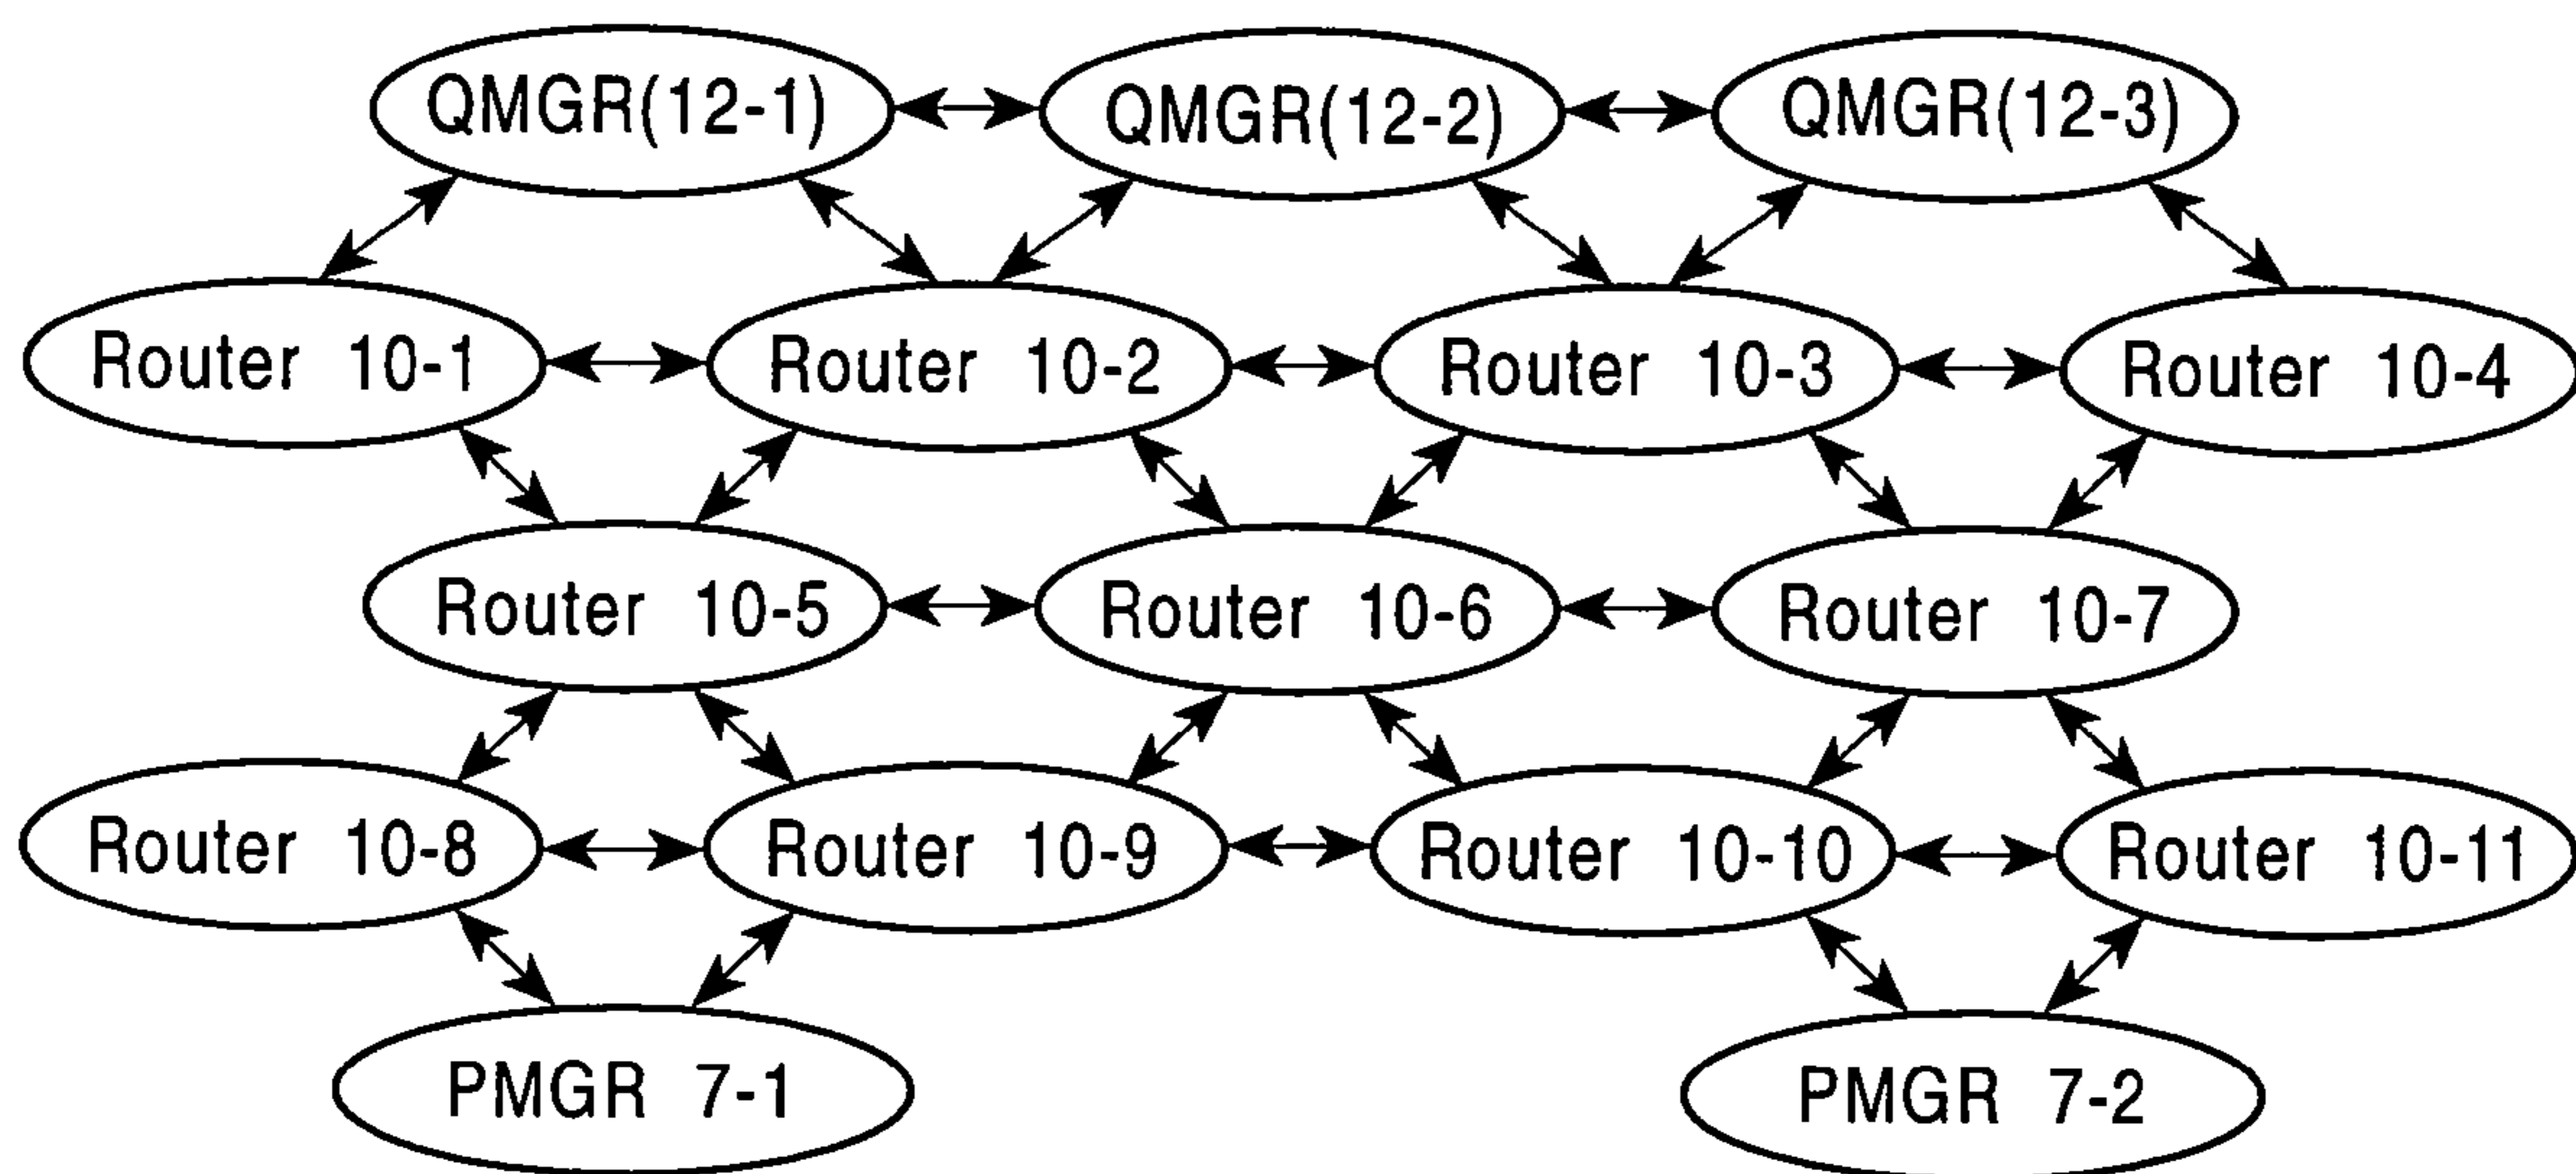 QMGR(12-1) QMGR(12-2) QMGR(12-3)
Router 10-1 Router 10-2 Router 10-3 Router 10-4
Router 10-5 Router 10-6 Router 10-7
Router 10-8 Router 10-9 Router 10-10 Router 10-11
PMGR 7-1 PMGR 7-2